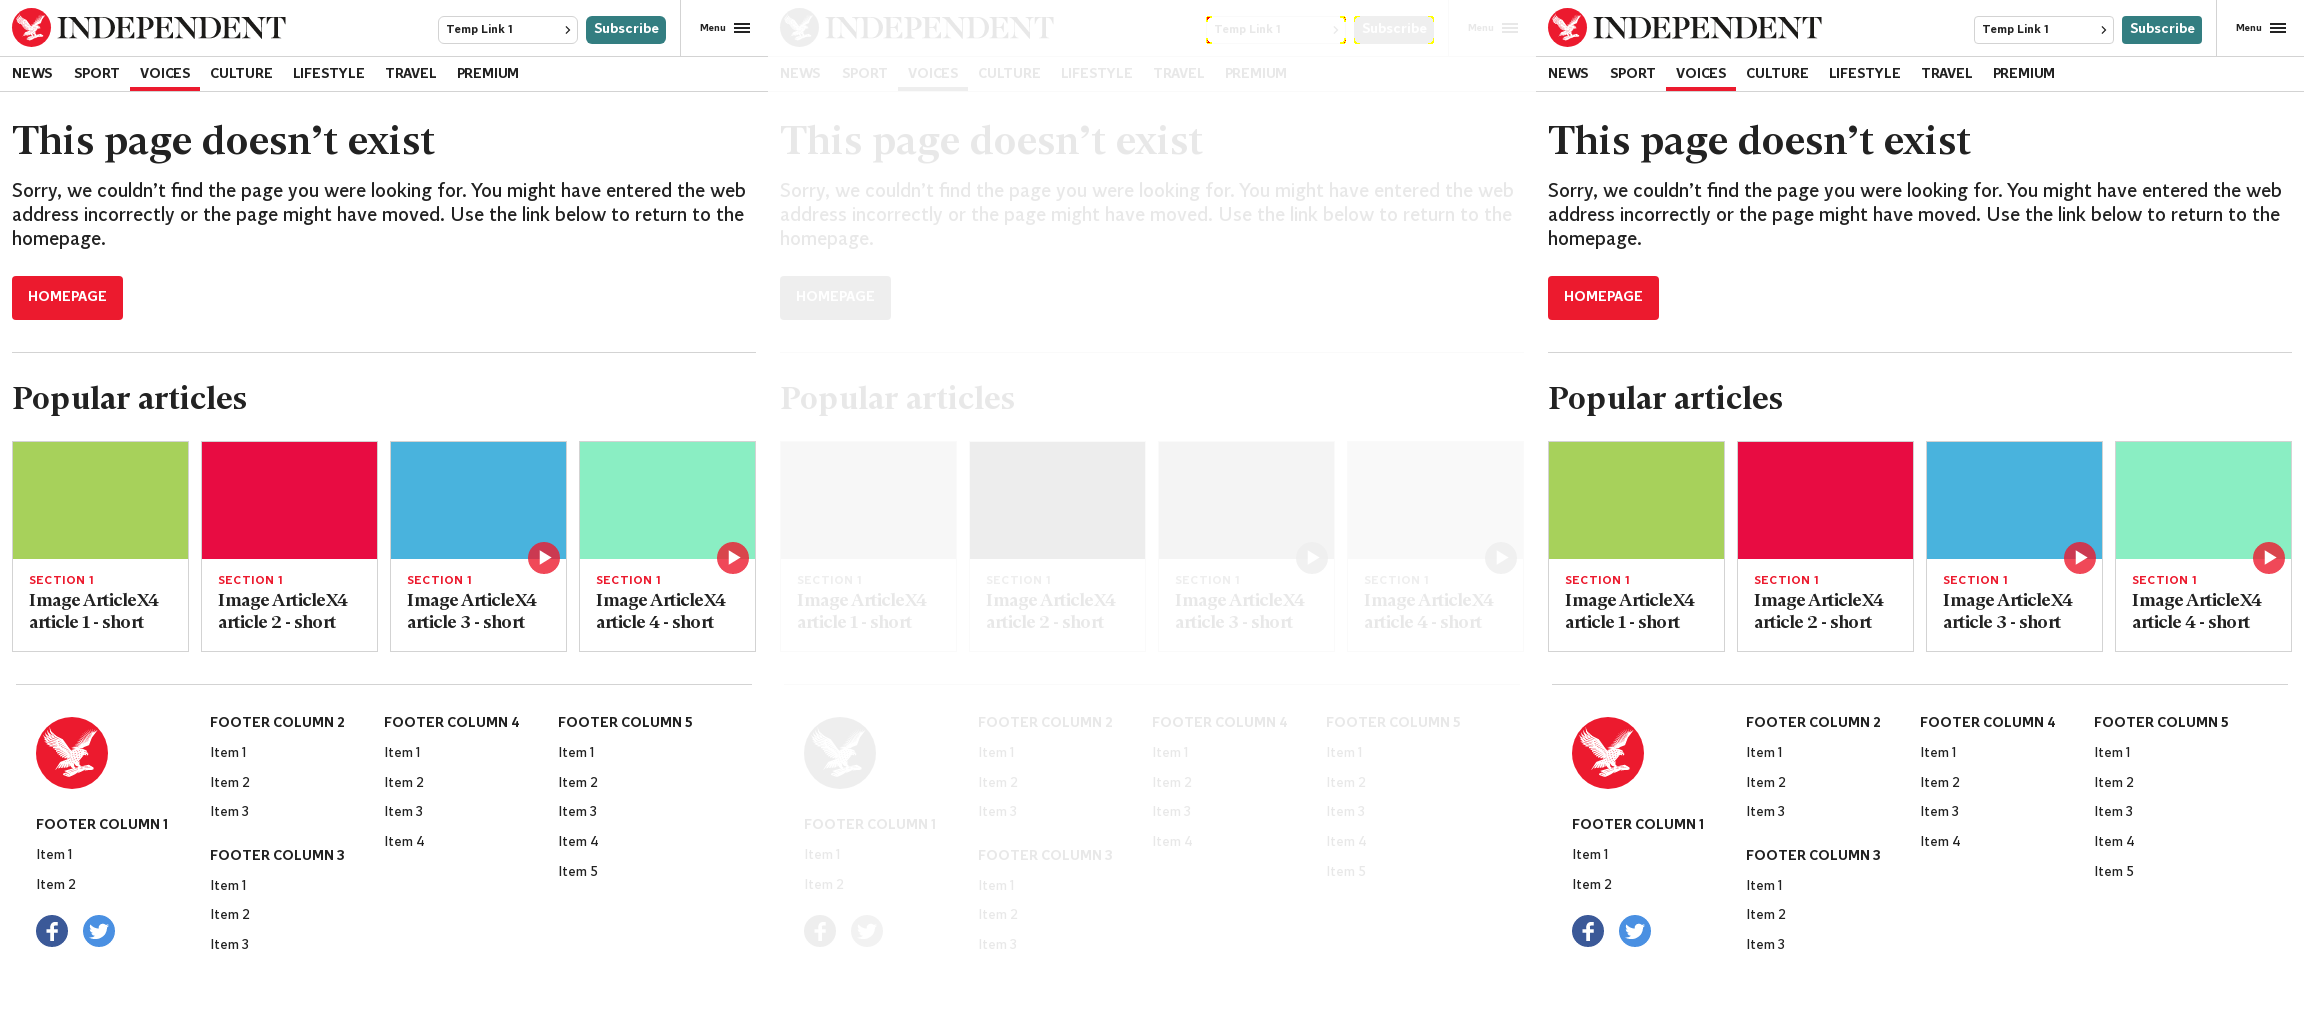 INDEPENDENT
Temp Link 1
Subscribe
Menu
NEWS SPORT VOICES CULTURE LIFESTYLE TRAVEL PREMIUM
This page doesn’t exist
Sorry, we couldn’t find the page you were looking for. You might have entered the web
address incorrectly or the page might have moved. Use the link below to return to the
homepage.
HOMEPAGE
Popular articles
SECTION 1
Image ArticleX4
article 1 - short
SECTION 1
Image ArticleX4
article 2 - short
SECTION 1
Image ArticleX4
article 3 - short
SECTION 1
Image ArticleX4
article 4 - short
FOOTER COLUMN 1
Item 1
Item 2
FOOTER COLUMN 2
Item 1
Item 2
Item 3
FOOTER COLUMN 3
Item 1
Item 2
Item 3
FOOTER COLUMN 4
Item 1
Item 2
Item 3
Item 4
FOOTER COLUMN 5
Item 1
Item 2
Item 3
Item 4
Item 5
INDEPENDENT
Temp Link 1
Subscribe
Menu
NEWS SPORT VOICES CULTURE LIFESTYLE TRAVEL PREMIUM
This page doesn’t exist
Sorry, we couldn’t find the page you were looking for. You might have entered the web
address incorrectly or the page might have moved. Use the link below to return to the
homepage.
HOMEPAGE
Popular articles
SECTION 1
Image ArticleX4
article 1 - short
SECTION 1
Image ArticleX4
article 2 - short
SECTION 1
Image ArticleX4
article 3 - short
SECTION 1
Image ArticleX4
article 4 - short
FOOTER COLUMN 1
Item 1
Item 2
FOOTER COLUMN 2
Item 1
Item 2
Item 3
FOOTER COLUMN 3
Item 1
Item 2
Item 3
FOOTER COLUMN 4
Item 1
Item 2
Item 3
Item 4
FOOTER COLUMN 5
Item 1
Item 2
Item 3
Item 4
Item 5
INDEPENDENT
Temp Link 1
Subscribe
Menu
NEWS SPORT VOICES CULTURE LIFESTYLE TRAVEL PREMIUM
This page doesn’t exist
Sorry, we couldn’t find the page you were looking for. You might have entered the web
address incorrectly or the page might have moved. Use the link below to return to the
homepage.
HOMEPAGE
Popular articles
SECTION 1
Image ArticleX4
article 1 - short
SECTION 1
Image ArticleX4
article 2 - short
SECTION 1
Image ArticleX4
article 3 - short
SECTION 1
Image ArticleX4
article 4 - short
FOOTER COLUMN 1
Item 1
Item 2
FOOTER COLUMN 2
Item 1
Item 2
Item 3
FOOTER COLUMN 3
Item 1
Item 2
Item 3
FOOTER COLUMN 4
Item 1
Item 2
Item 3
Item 4
FOOTER COLUMN 5
Item 1
Item 2
Item 3
Item 4
Item 5